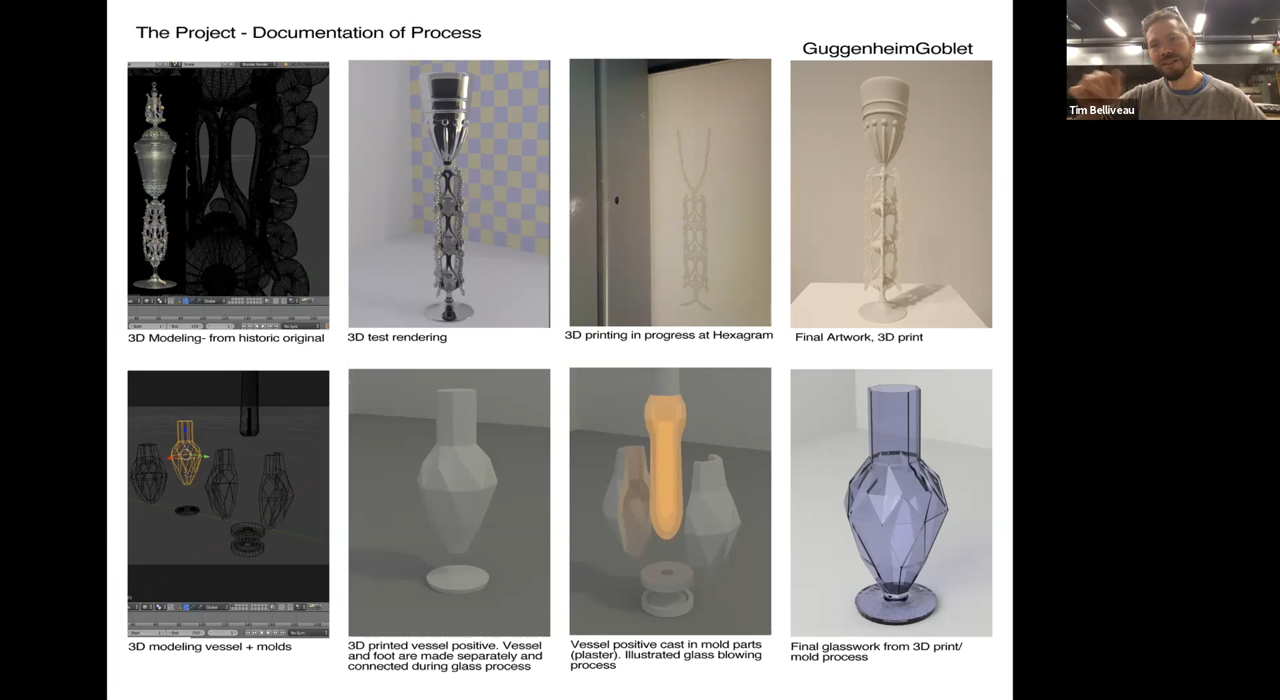 The Project - Documentation of Process
GuggenheimGoblet
Tim Belliveau
3D Modeling- from historic original
3D test rendering
3D printing in progress at Hexagram
Final Artwork, 3D print
3D modeling vessel + molds
3D printed vessel positive. Vessel
and foot are made separately and
connected during glass process
Vessel positive cast in mold parts
(plaster). Illustrated glass blowing
process
Final glasswork from 3D print/
mold process